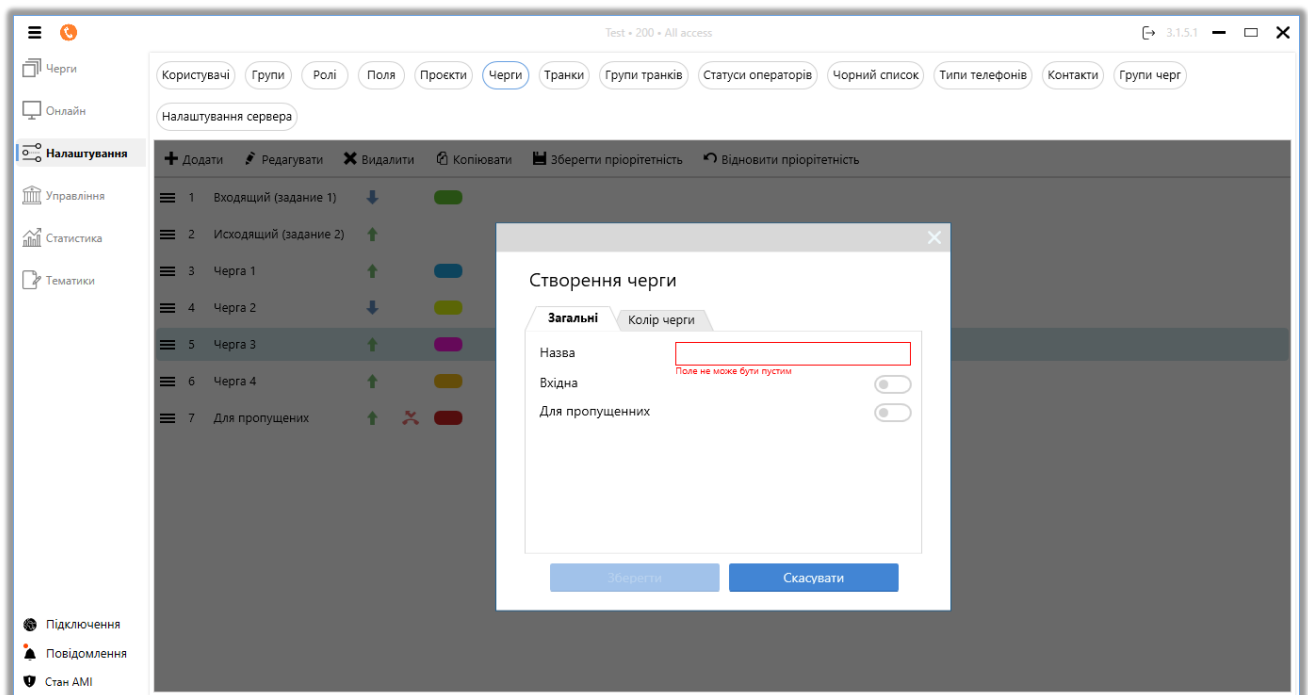 Test • 200 • All access
3.1.5.1
Черги
Онлайн
Налаштування
Управління
Статистика
Тематики
Підключення
Повідомлення
Стан AMI
Користувачі Групи Ролі Поля Проєкти Черги Транки Групи транків Статуси операторів Чорний список Типи телефонів Контакти Групи черг
Налаштування сервера
Додати Редагувати Видалити Копіювати Зберегти пріорітетність Відновити пріорітетність
1 Входящий (задание 1)
2 Исходящий (задание 2)
3 Черга 1
4 Черга 2
5 Черга 3
6 Черга 4
7 Для пропущених
Створення черги
Загальні Колір черги
Назва
Поле не може бути пустим
Вхідна
Для пропущенних
Зберегти Скасувати